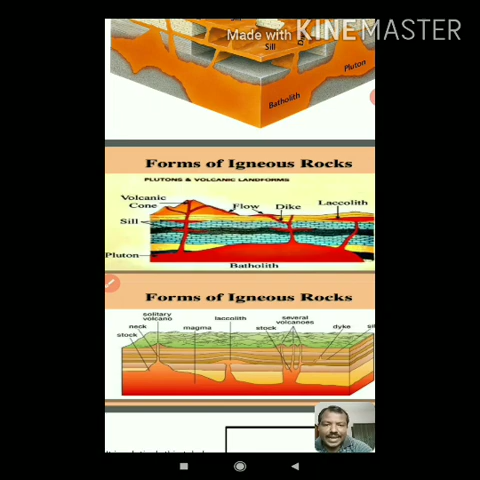 Made with KINEMASTER
Sill
Pluton
Batholith
Forms of Igneous Rocks
PLUTONS & VOLCANIC LANDFORMS
Volcanic
Cone
Flow
Dike
Laccolith
Sill
Pluton
Batholith
Forms of Igneous Rocks
solitary
volcano
neck
stock
magma
laccolith
stock
several
volcanoes
dyke